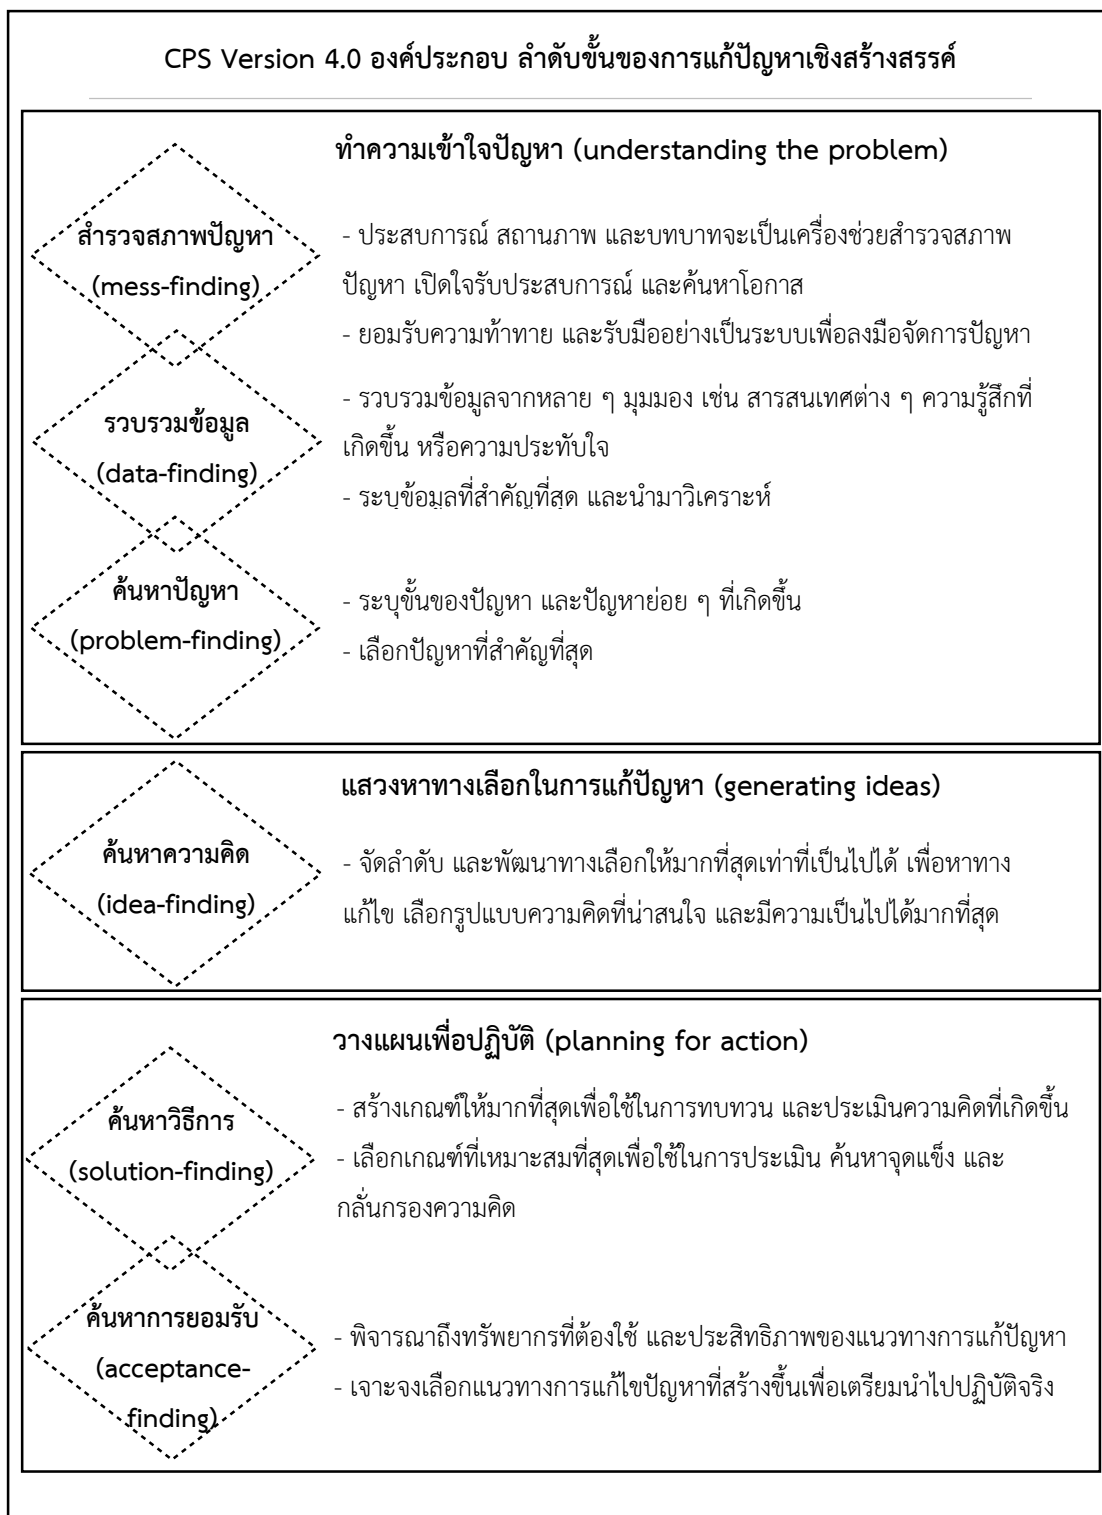 CPS Version 4.0 องค์ประกอบ ลำดับขั้นของการแก้ปัญหาเชิงสร้างสรรค์
ทำความเข้าใจปัญหา (understanding the problem)
สำรวจสภาพปัญหา
(mess-finding)
- ประสบการณ์ สถานภาพ และบทบาทจะเป็นเครื่องช่วยสำรวจสภาพ
ปัญหา เปิดใจรับประสบการณ์ และค้นหาโอกาส
- ยอมรับความท้าทาย และรับมืออย่างเป็นระบบเพื่อลงมือจัดการปัญหา
รวบรวมข้อมูล
(data-finding)
- รวบรวมข้อมูลจากหลาย ๆ มุมมอง เช่น สารสนเทศต่าง ๆ ความรู้สึกที่
เกิดขึ้น หรือความประทับใจ
- ระบุข้อมูลที่สำคัญที่สุด และนำมาวิเคราะห์
ค้นหาปัญหา
(problem-finding)
- ระบุขั้นของปัญหา และปัญหาย่อย ๆ ที่เกิดขึ้น
- เลือกปัญหาที่สำคัญที่สุด
แสวงหาทางเลือกในการแก้ปัญหา (generating ideas)
ค้นหาความคิด
(idea-finding)
- จัดลำดับ และพัฒนาทางเลือกให้มากที่สุดเท่าที่เป็นไปได้ เพื่อหาทาง
แก้ไข เลือกรูปแบบความคิดที่น่าสนใจ และมีความเป็นไปได้มากที่สุด
วางแผนเพื่อปฏิบัติ (planning for action)
ค้นหาวิธีการ
(solution-finding)
- สร้างเกณฑ์ให้มากที่สุดเพื่อใช้ในการทบทวน และประเมินความคิดที่เกิดขึ้น
- เลือกเกณฑ์ที่เหมาะสมที่สุดเพื่อใช้ในการประเมิน ค้นหาจุดแข็ง และ
กลั่นกรองความคิด
ค้นหาการยอมรับ
(acceptance-
finding)
- พิจารณาถึงทรัพยากรที่ต้องใช้ และประสิทธิภาพของแนวทางการแก้ปัญหา
- เจาะจงเลือกแนวทางการแก้ไขปัญหาที่สร้างขึ้นเพื่อเตรียมนำไปปฏิบัติจริง